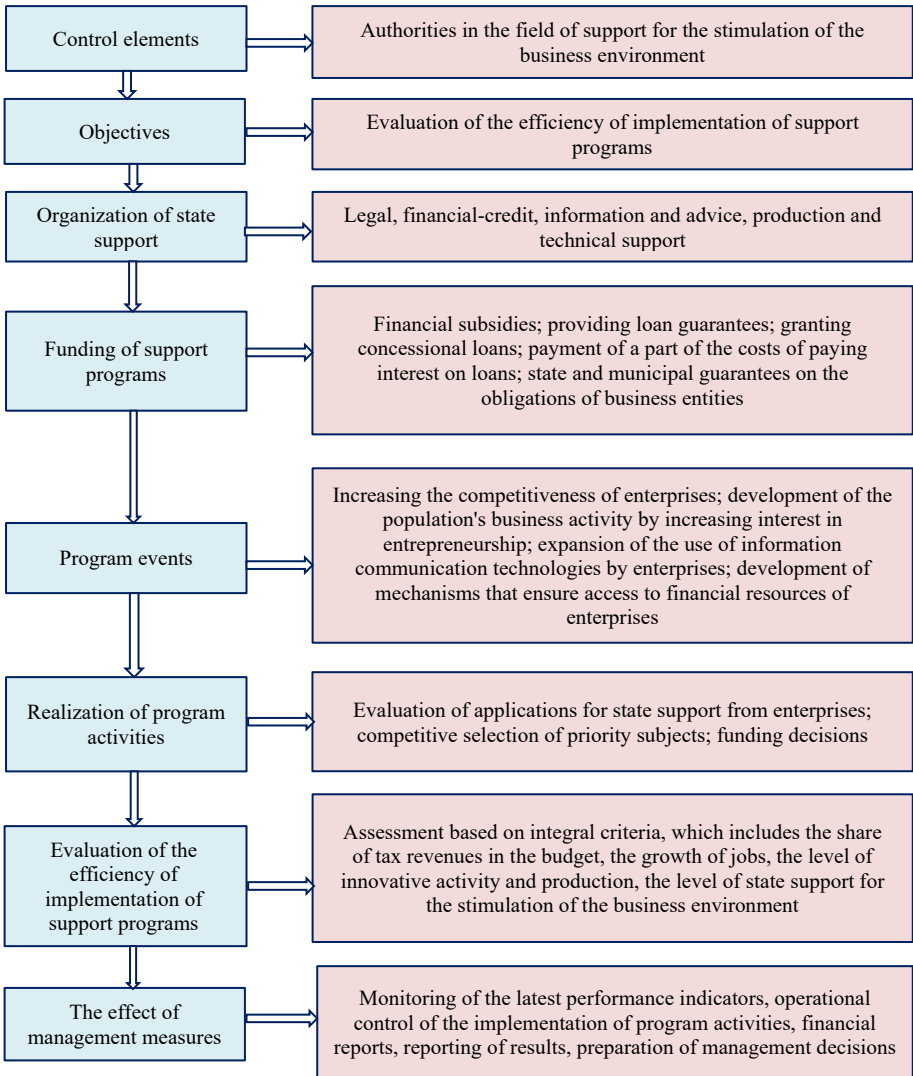 Control elements
Authorities in the field of support for the stimulation of the
business environment
Objectives
Evaluation of the efficiency of implementation of support
programs
Organization of state
support
Legal, financial-credit, information and advice, production and
technical support
Funding of support
programs
Financial subsidies; providing loan guarantees; granting
concessional loans; payment of a part of the costs of paying
interest on loans; state and municipal guarantees on the
obligations of business entities
Program events
Increasing the competitiveness of enterprises; development of the
population's business activity by increasing interest in
entrepreneurship; expansion of the use of information
communication technologies by enterprises; development of
mechanisms that ensure access to financial resources of
enterprises
Realization of program
activities
Evaluation of applications for state support from enterprises;
competitive selection of priority subjects; funding decisions
Evaluation of the
efficiency of
implementation of
support programs
Assessment based on integral criteria, which includes the share
of tax revenues in the budget, the growth of jobs, the level of
innovative activity and production, the level of state support for
the stimulation of the business environment
The effect of
management measures
Monitoring of the latest performance indicators, operational
control of the implementation of program activities, financial
reports, reporting of results, preparation of management decisions